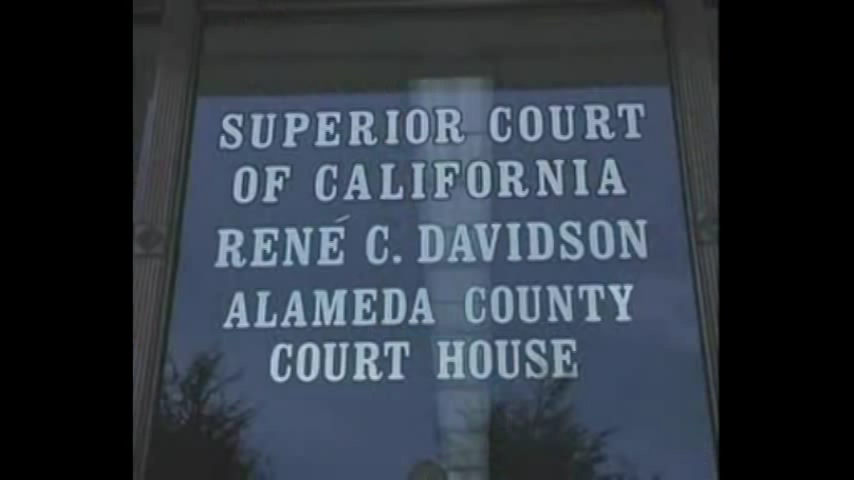 SUPERIOR COURT
OF CALIFORNIA
RENÉ C. DAVIDSON
ALAMEDA COUNTY
COURT HOUSE